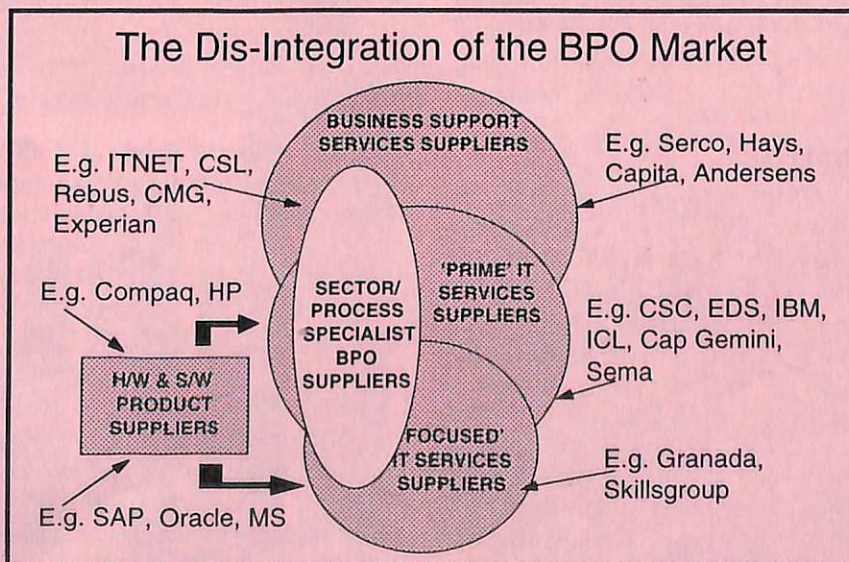 The Dis-Integration of the BPO Market
BUSINESS SUPPORT
SERVICES SUPPLIERS
E.g. ITNET, CSL,
Rebus, CMG,
Experian
E.g. Serco, Hays,
Capita, Andersens
'PRIME' IT
SERVICES
SUPPLIERS
SECTOR/
PROCESS
SPECIALIST
BPO
SUPPLIERS
E.g. Compaq, HP
E.g. CSC, EDS, IBM,
ICL, Cap Gemini,
Sema
H/W & S/W
PRODUCT
SUPPLIERS
'FOCUSED'
IT SERVICES
SUPPLIERS
E.g. Granada,
Skillsgroup
E.g. SAP, Oracle, MS